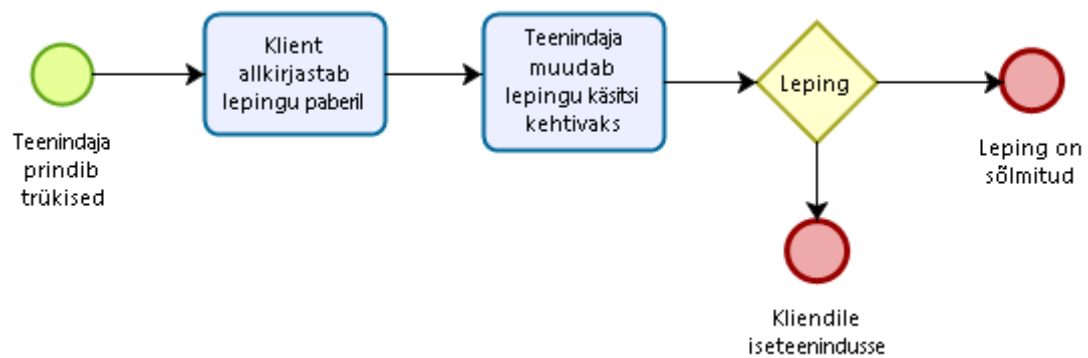 Teenindaja
prindib
trükised
Klient
allkirjastab
lepingu paberil
Teenindaja
muudab
lepingu käsitsi
kehtivaks
Leping
Leping on
sõlmitud
Kliendile
iseteenindusse